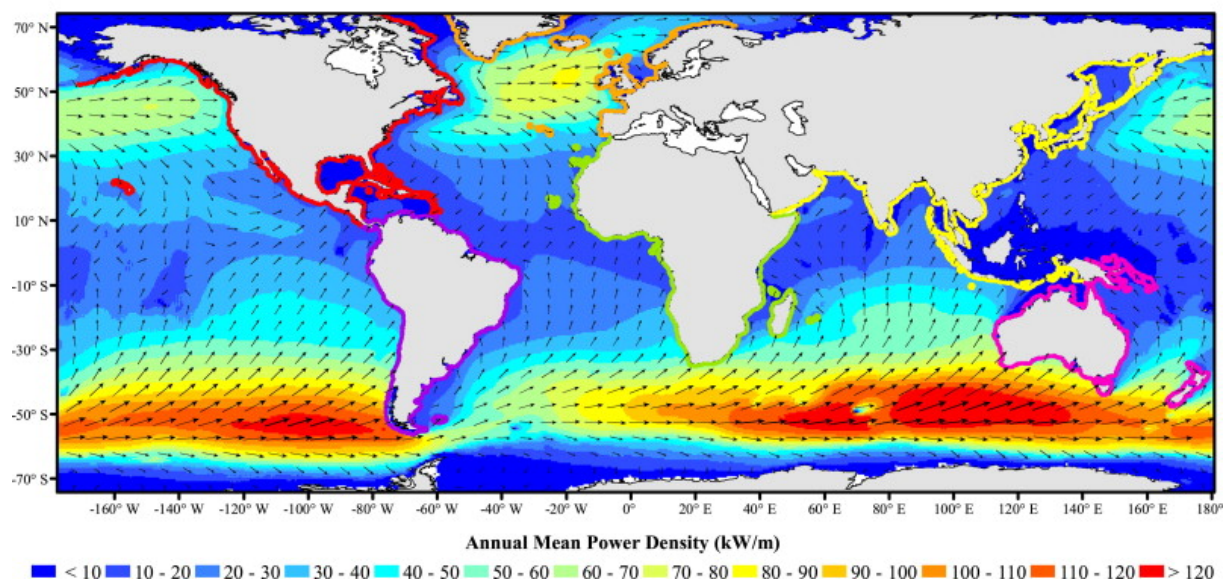 70° N
50° N
30° N
10° N
-10° S
-30° S
-50° S
-70° S
-160° W -140° W -120° W -100° W -80° W -60° W -40° W -20° W 0° 20° E 40° E 60° E 80° E 100° E 120° E 140° E 160° E 180° E
Annual Mean Power Density (kW/m)
< 10 10 - 20 20 - 30 30 - 40 40 - 50 50 - 60 60 - 70 70 - 80 80 - 90 90 - 100 100 - 110 110 - 120 > 120